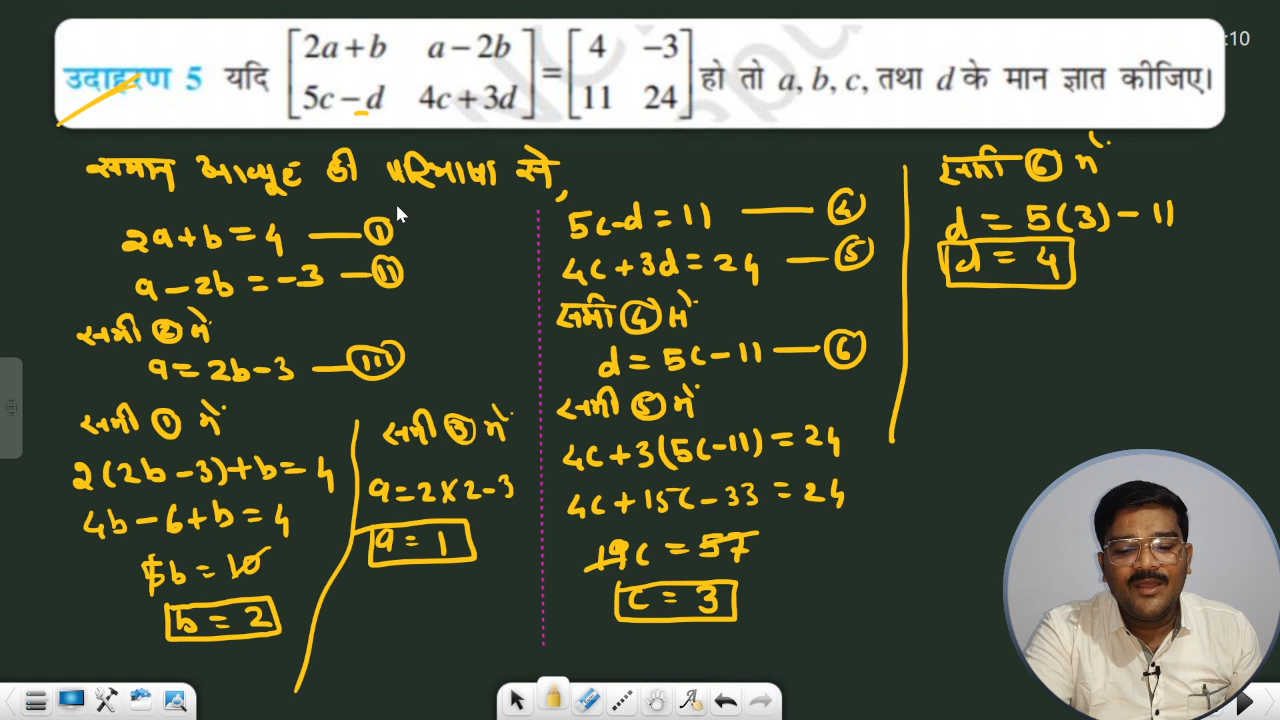 उदाहरण 5 यदि [2a+b a−2b 5c−d 4c+3d] = [4 −3 11 24] हो तो a, b, c, तथा d के मान ज्ञात कीजिए।
:10
समान आव्यूह की परिभाषा से,
2a+b=4 — ①
a−2b=−3 — ⑪
समी ② में
a=2b−3 — (iii)
समी ① में
2(2b−3)+b=4
4b−6+b=4
5b=10
b=2
समी ③ में
a=2×2−3
a=1
5c−d=11 — ④
4c+3d=24 — ⑤
समी ④ में
d=5c−11 — ⑥
समी ⑤ में
4c+3(5c−11)=24
4c+15c−33=24
19c=57
c=3
समी ⑥ में
d=5(3)−11
d=4